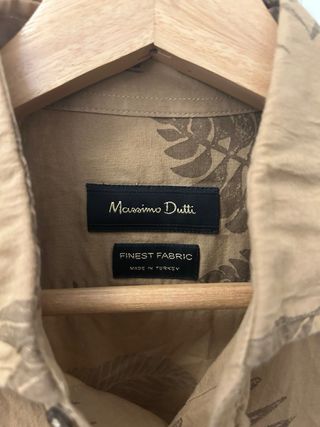 Massimo Dutti
FINEST FABRIC
MADE IN TURKEY